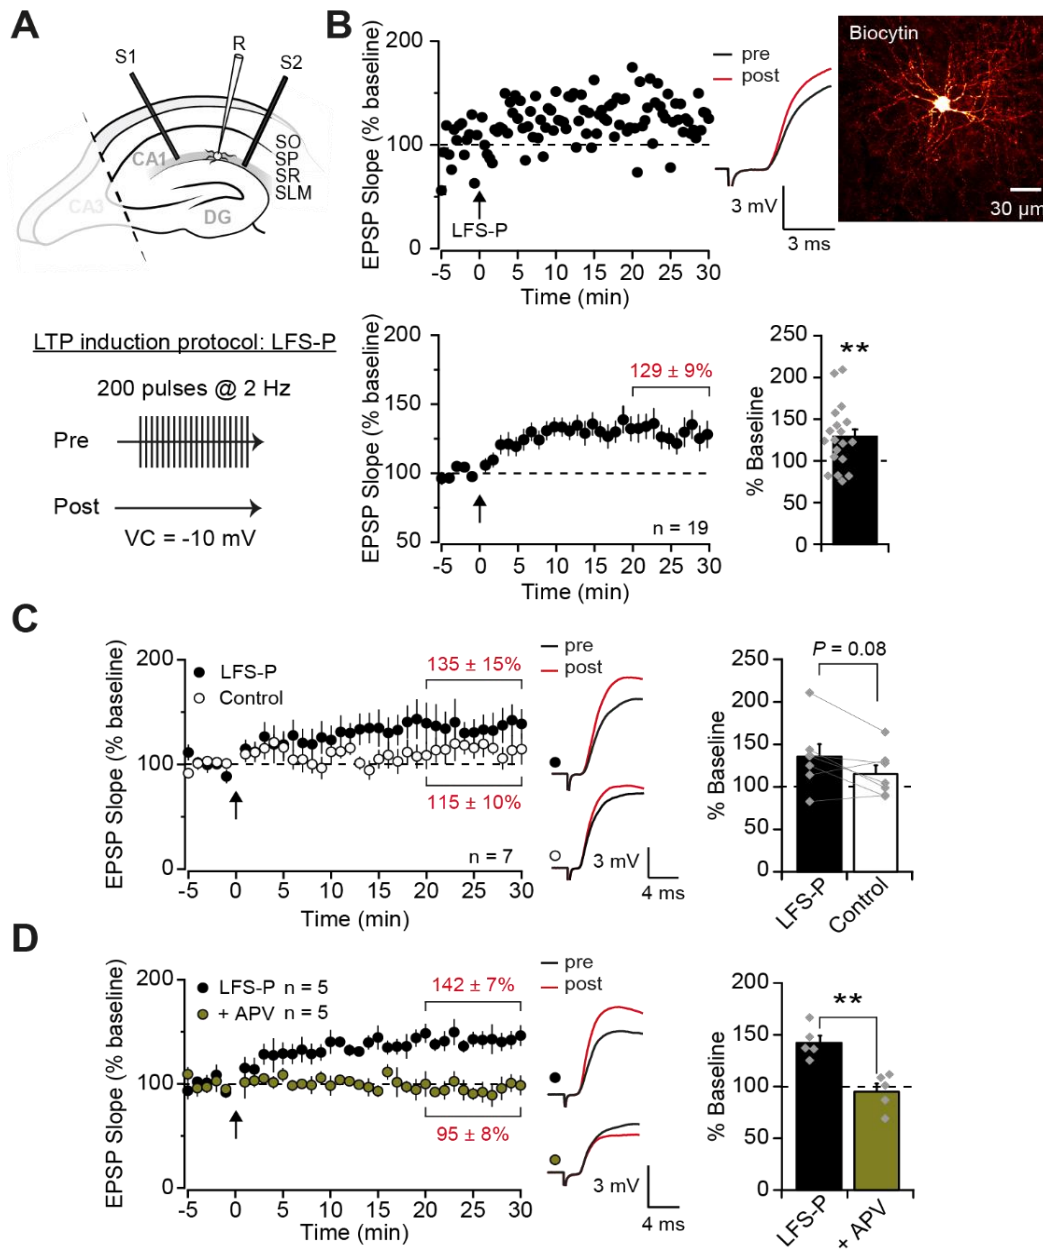 A
S1
R
S2
CA1
SO
SP
SR
SLM
CA3
DG
LTP induction protocol: LFS-P
200 pulses @ 2 Hz
Pre
Post
VC = -10 mV
B
EPSP Slope (% baseline)
200
100
0
LFS-P
-5 0 5 10 15 20 25 30
Time (min)
pre
post
3 mV
3 ms
Biocytin
30 µm
EPSP Slope (% baseline)
200
150
100
50
129 ± 9%
n = 19
-5 0 5 10 15 20 25 30
Time (min)
% Baseline
250
200
150
100
50
0
**
C
EPSP Slope (% baseline)
200
100
0
LFS-P
Control
135 ± 15%
115 ± 10%
n = 7
-5 0 5 10 15 20 25 30
Time (min)
pre
post
3 mV
4 ms
% Baseline
250
200
150
100
50
0
P = 0.08
LFS-P
Control
D
EPSP Slope (% baseline)
200
100
0
LFS-P n = 5
+ APV n = 5
142 ± 7%
95 ± 8%
-5 0 5 10 15 20 25 30
Time (min)
pre
post
3 mV
4 ms
% Baseline
200
150
100
50
0
**
LFS-P
+ APV